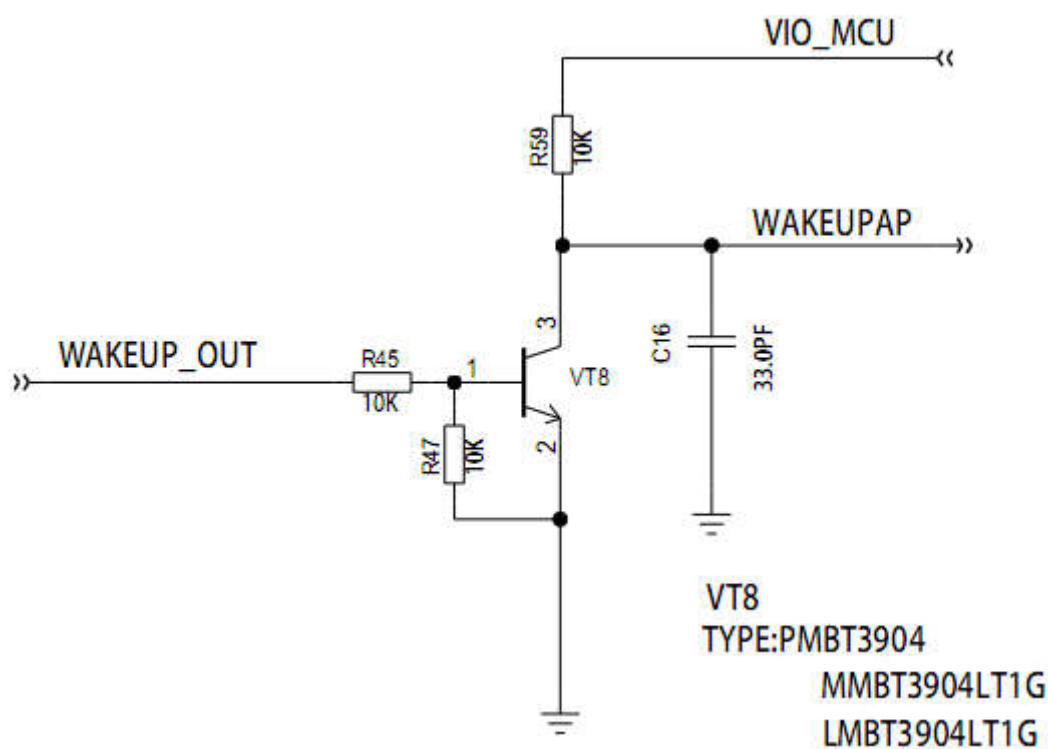 VIO_MCU
R59
10K
WAKEUPAP
3
WAKEUP_OUT
R45
10K
1
VT8
C16
33.0PF
R47
10K
2
VT8
TYPE:PMBT3904
MMBT3904LT1G
LMBT3904LT1G